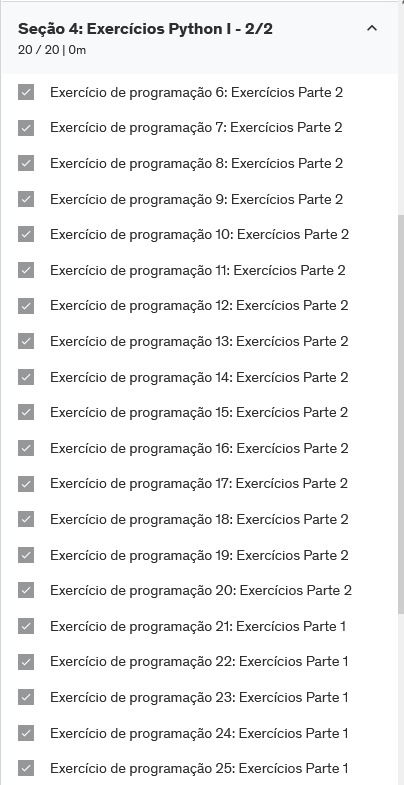 Seção 4: Exercícios Python I - 2/2
20 / 20 | 0m
Exercício de programação 6: Exercícios Parte 2
Exercício de programação 7: Exercícios Parte 2
Exercício de programação 8: Exercícios Parte 2
Exercício de programação 9: Exercícios Parte 2
Exercício de programação 10: Exercícios Parte 2
Exercício de programação 11: Exercícios Parte 2
Exercício de programação 12: Exercícios Parte 2
Exercício de programação 13: Exercícios Parte 2
Exercício de programação 14: Exercícios Parte 2
Exercício de programação 15: Exercícios Parte 2
Exercício de programação 16: Exercícios Parte 2
Exercício de programação 17: Exercícios Parte 2
Exercício de programação 18: Exercícios Parte 2
Exercício de programação 19: Exercícios Parte 2
Exercício de programação 20: Exercícios Parte 2
Exercício de programação 21: Exercícios Parte 1
Exercício de programação 22: Exercícios Parte 1
Exercício de programação 23: Exercícios Parte 1
Exercício de programação 24: Exercícios Parte 1
Exercício de programação 25: Exercícios Parte 1